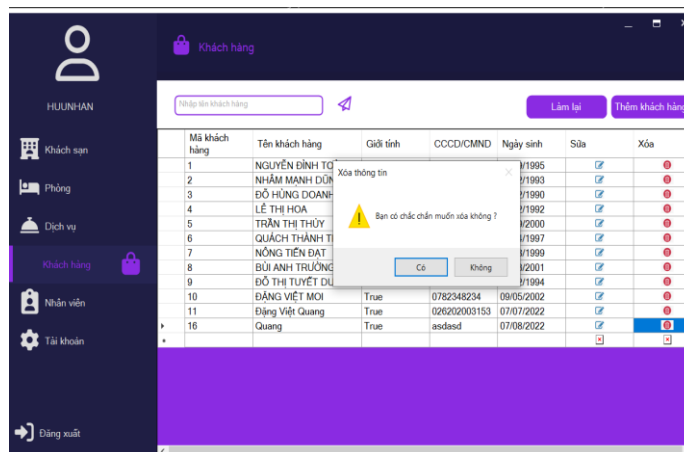 Khách hàng
HUUNHAN
Nhập tên khách hàng
Làm lại
Thêm khách hàng
Khách sạn
Phòng
Dịch vụ
Khách hàng
Nhân viên
Tài khoản
Đăng xuất
Mã khách hàng Tên khách hàng Giới tính CCCD/CMND Ngày sinh Sửa Xóa
1 NGUYỄN ĐÌNH /1995
2 NHÂM MẠNH /1993
3 ĐỖ HÙNG DOANH /1990
4 LÊ THỊ HOA /1992
5 TRẦN THỊ THÚY /2000
6 QUÁCH THÀNH /1997
7 NÔNG TIẾN ĐẠT /1999
8 BÙI ANH TRƯỜNG /2001
9 ĐỖ THỊ TUYẾT /1994
10 ĐẶNG VIỆT MOI True 0782348234 09/05/2002
11 Đặng Việt Quang True 026202003153 07/07/2022
16 Quang True asdasd 07/08/2022
Xóa thông tin
Bạn có chắc chắn muốn xóa không ?
Có
Không